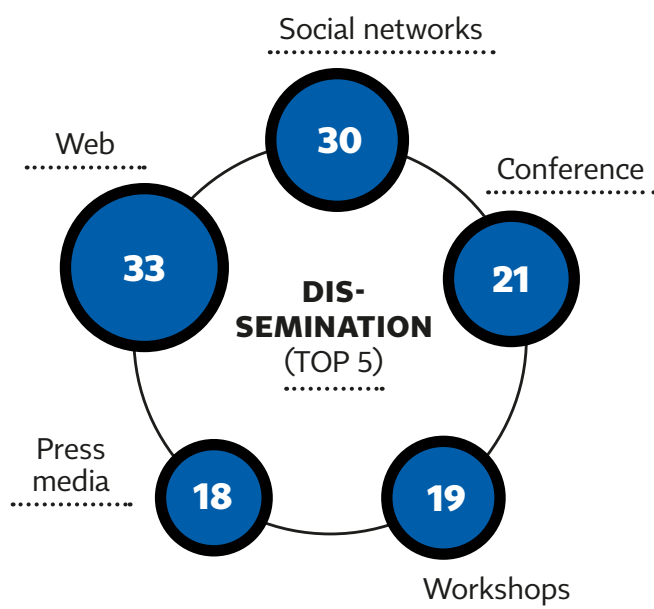 Social networks
30
Web
33
Conference
21
DIS-
SEMINATION
(TOP 5)
Press
media
18
19
Workshops